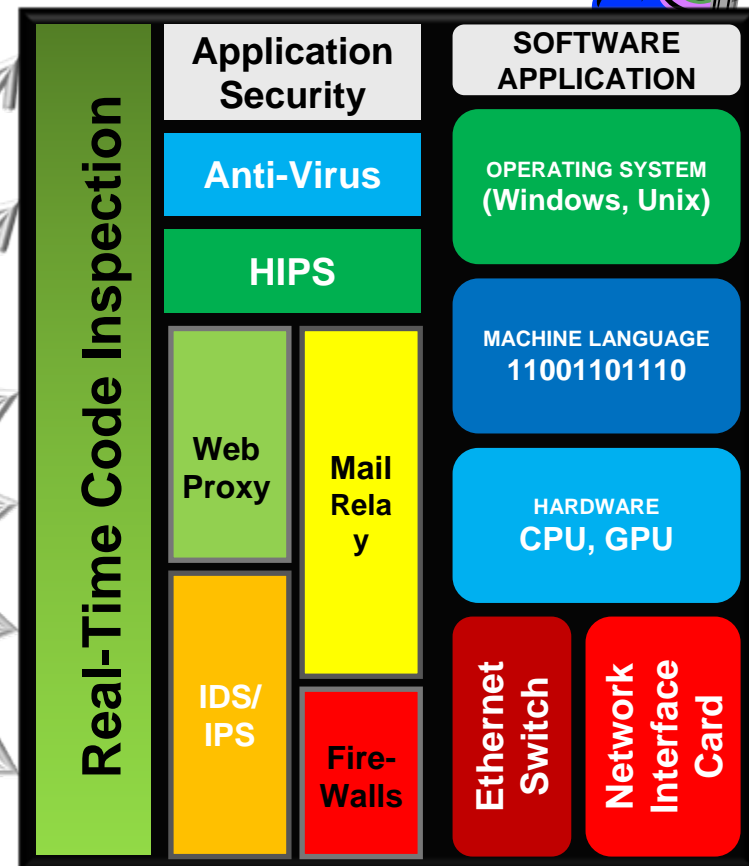 Real-Time Code Inspection
Application
Security
Anti-Virus
HIPS
Web
Proxy
Mail
Rela
y
IDS/
IPS
Fire-
Walls
SOFTWARE
APPLICATION
OPERATING SYSTEM
(Windows, Unix)
MACHINE LANGUAGE
11001101110
HARDWARE
CPU, GPU
Ethernet
Switch
Network
Interface
Card